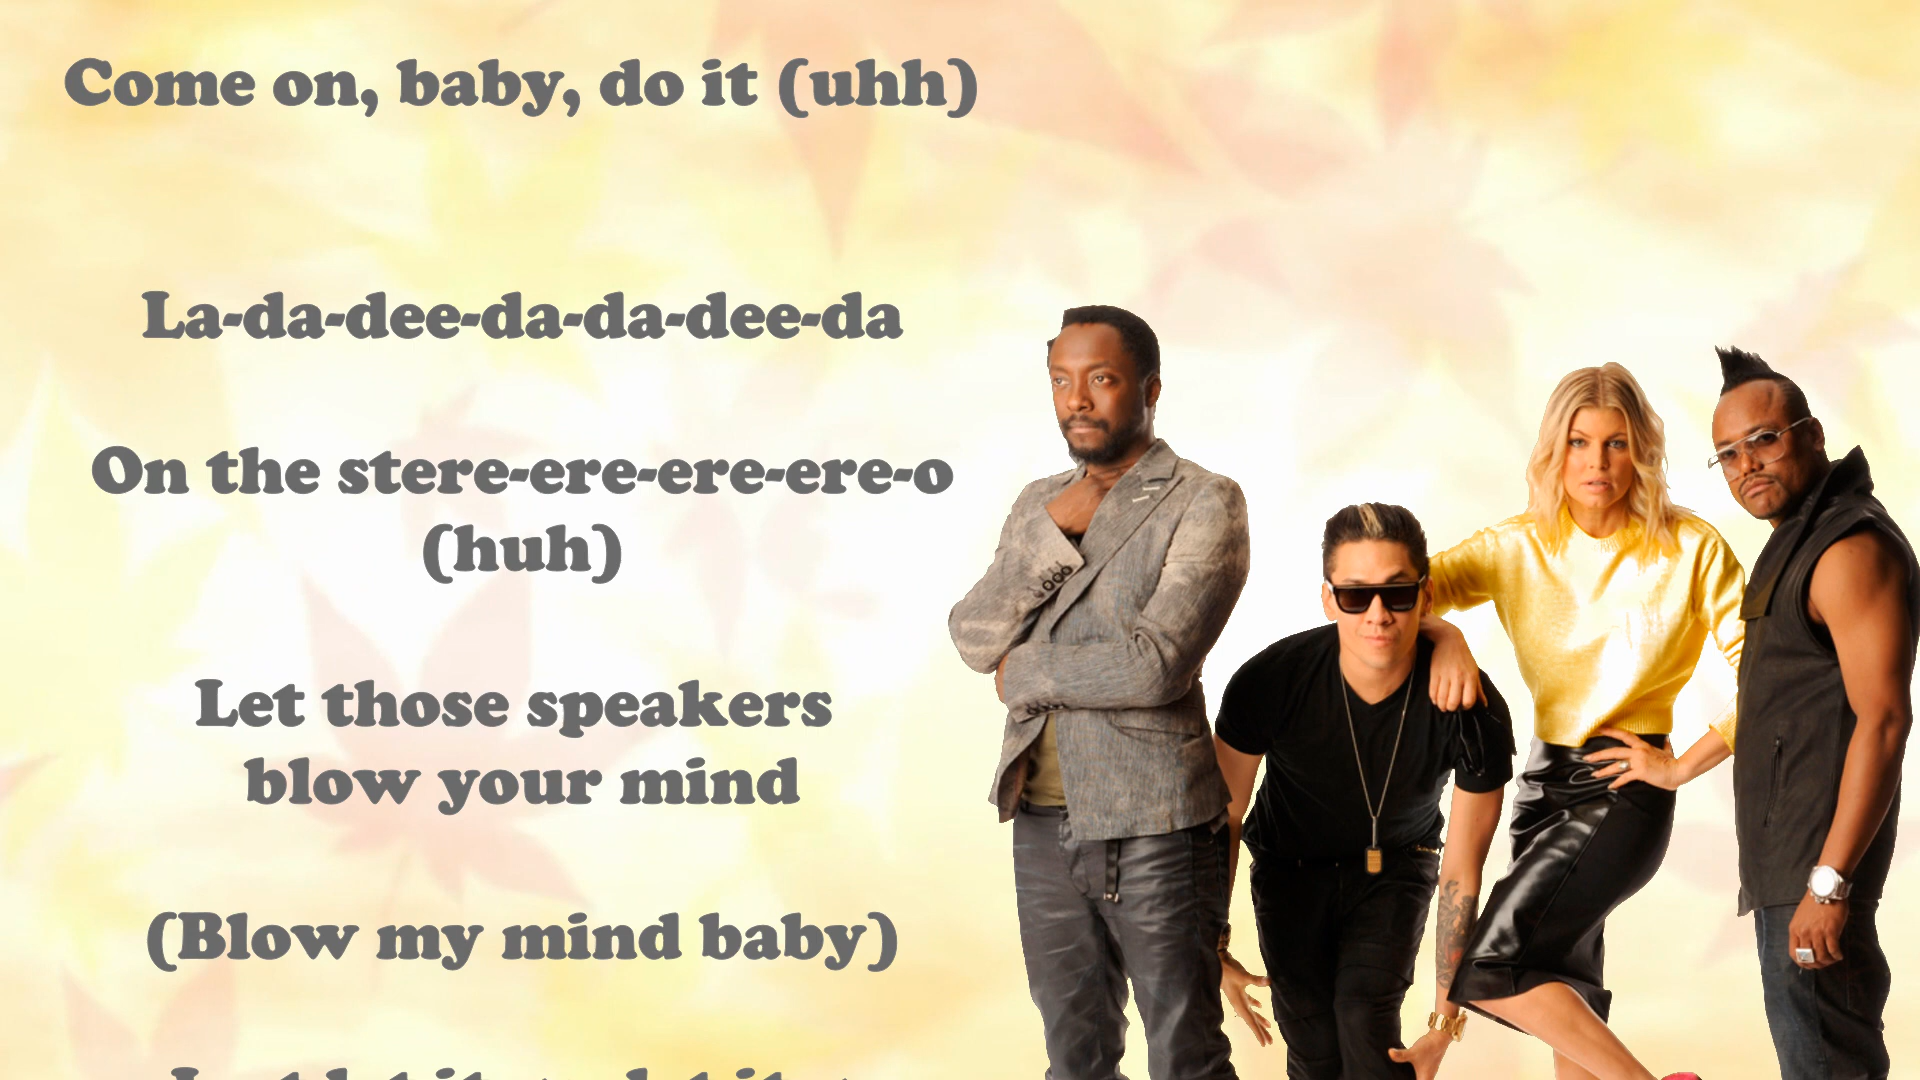 Come on, baby, do it (uhh)
La-da-dee-da-da-dee-da
On the stere-ere-ere-ere-o
(huh)
Let those speakers
blow your mind
(Blow my mind baby)